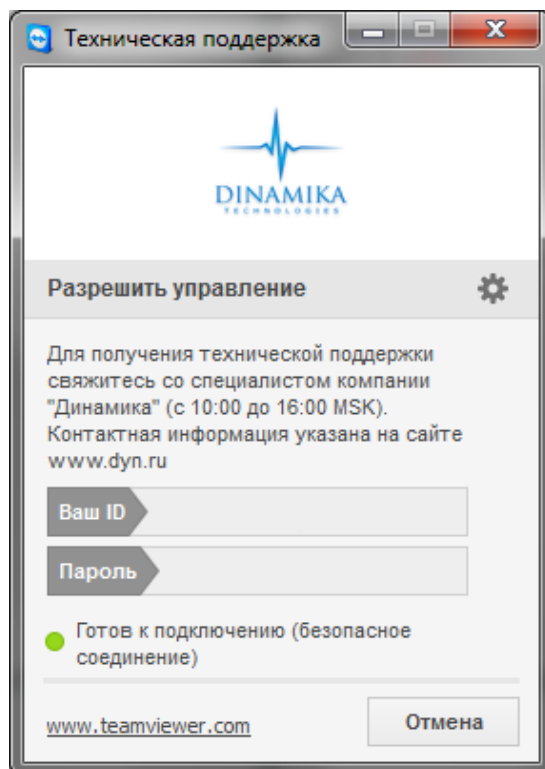 Техническая поддержка
DINAMIKA
TECHNOLOGIES
Разрешить управление
Для получения технической поддержки
свяжитесь со специалистом компании
"Динамика" (с 10:00 до 16:00 MSK).
Контактная информация указана на сайте
www.dyn.ru
Ваш ID
Пароль
Готов к подключению (безопасное
соединение)
www.teamviewer.com
Отмена